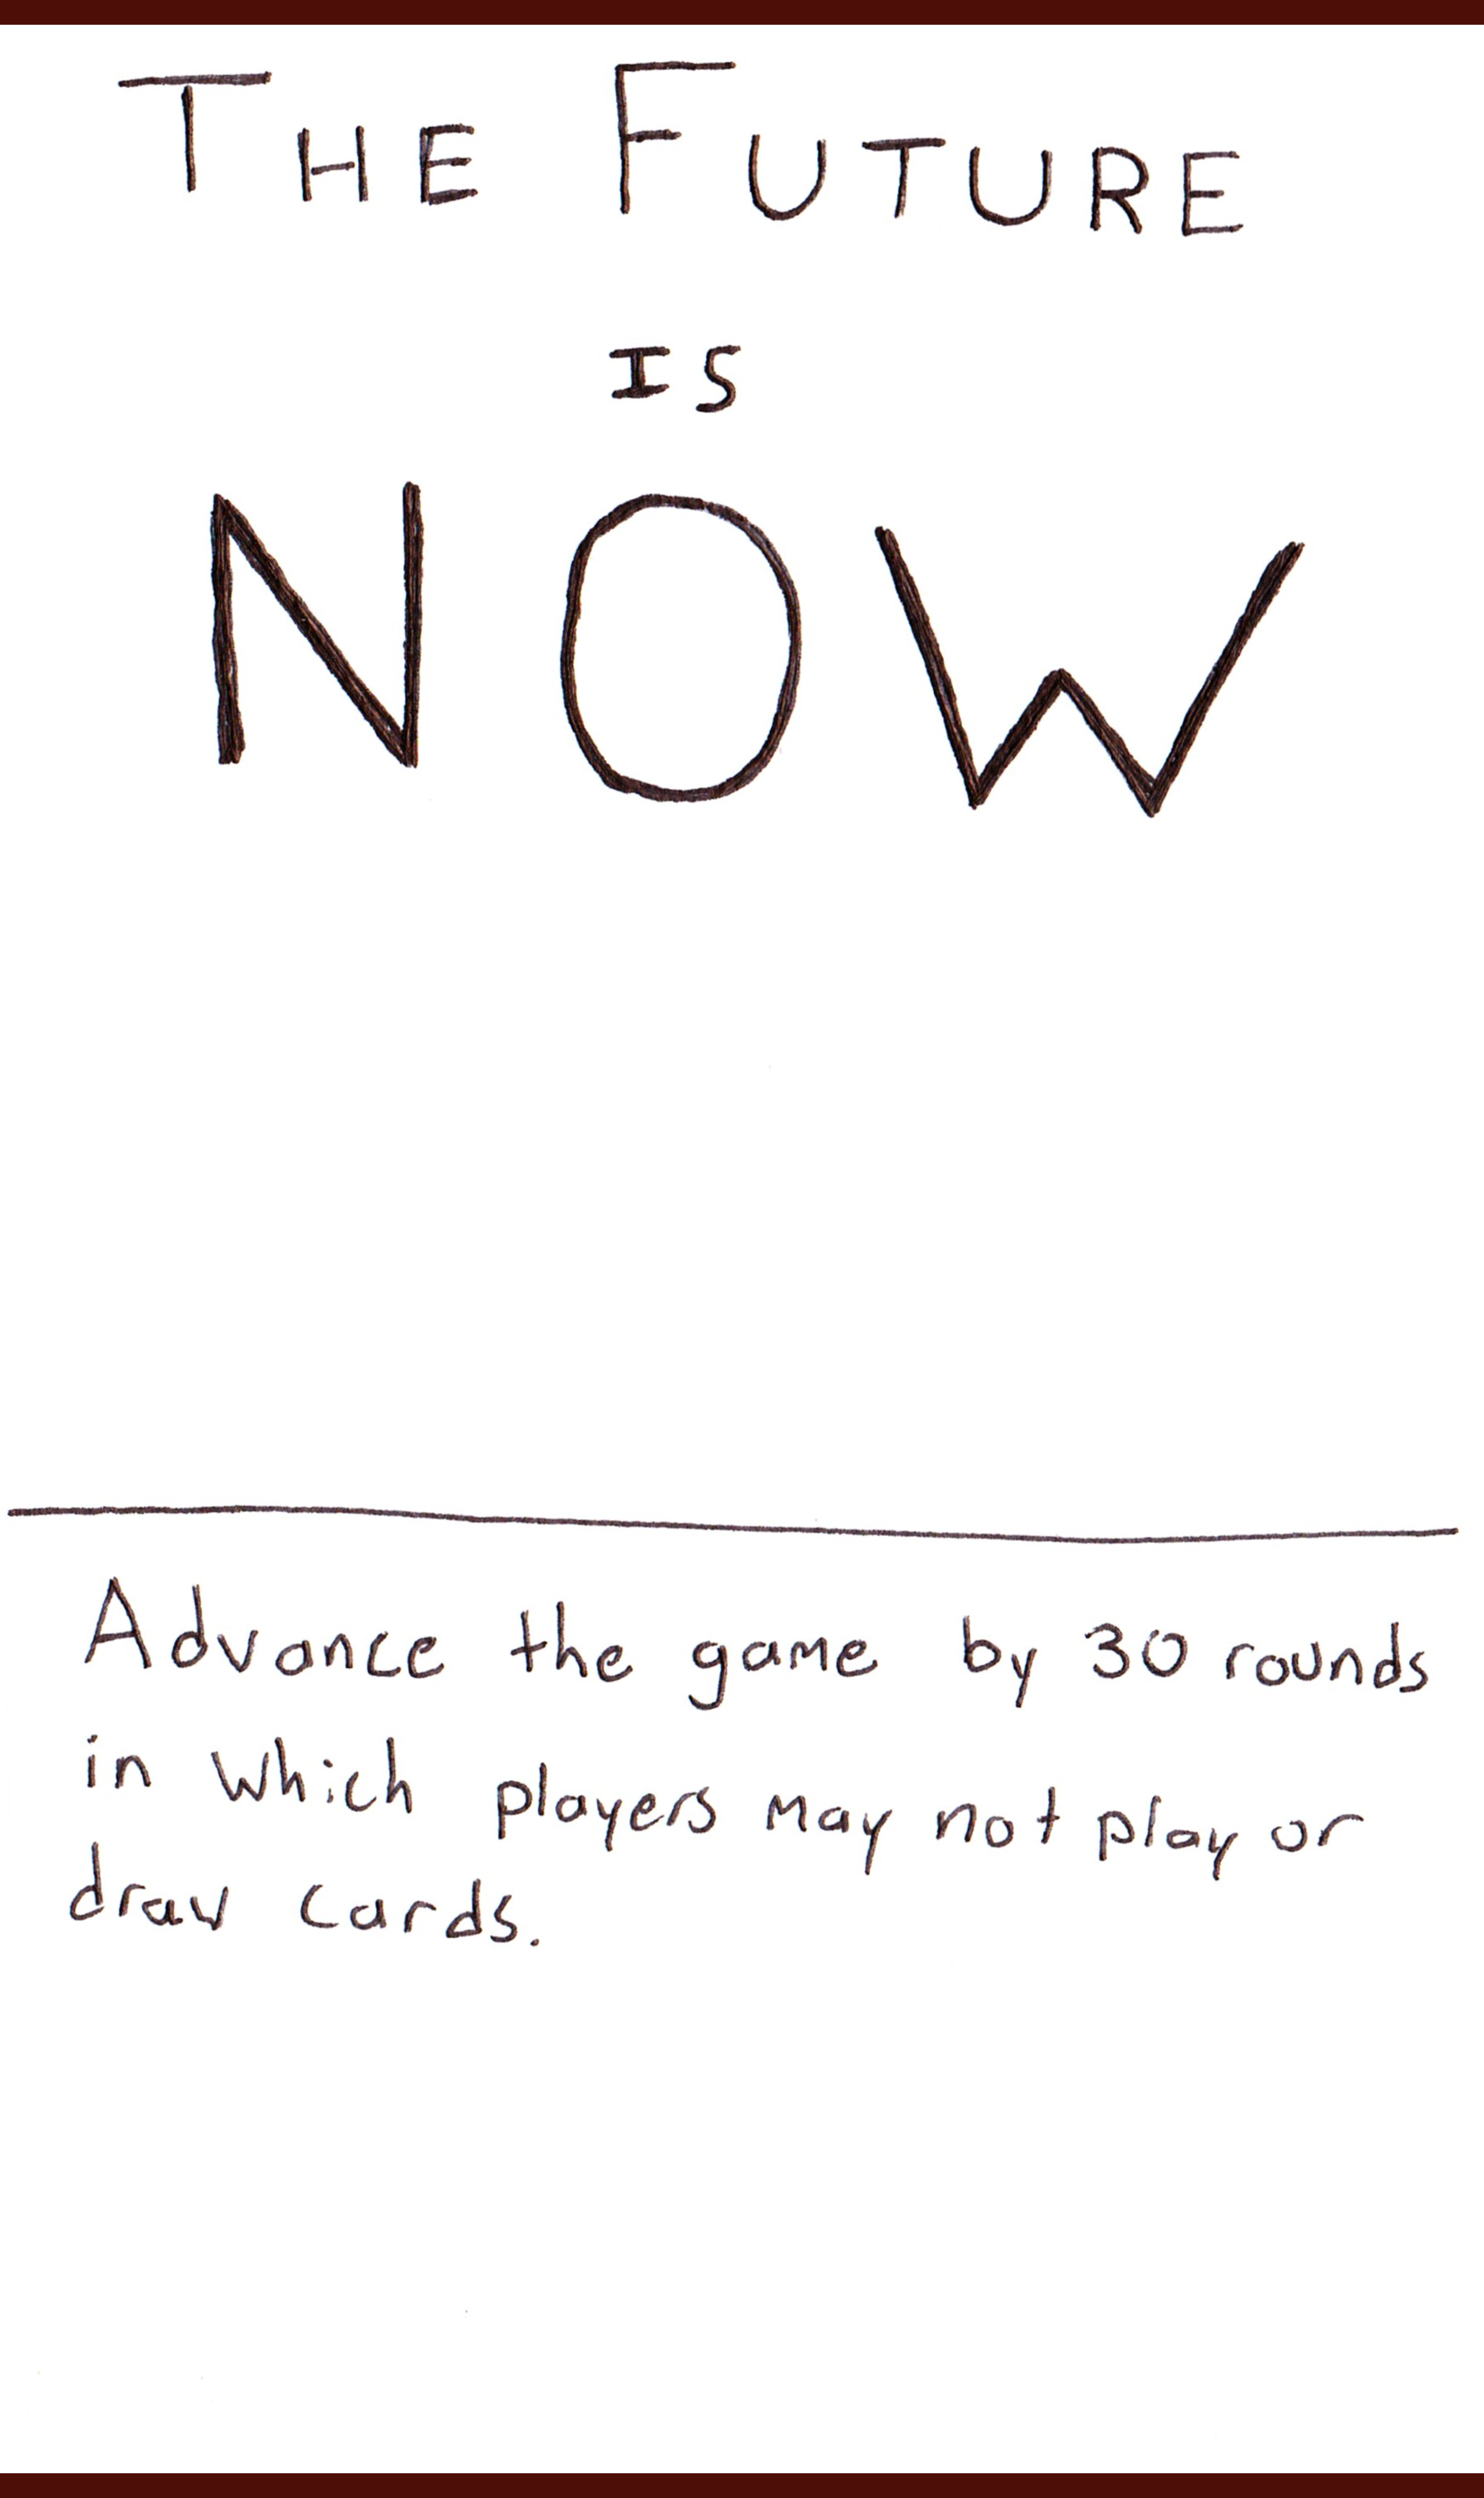 THE FUTURE
IS
NOW
Advance the game by 30 rounds
in which players may not play or
draw cards.